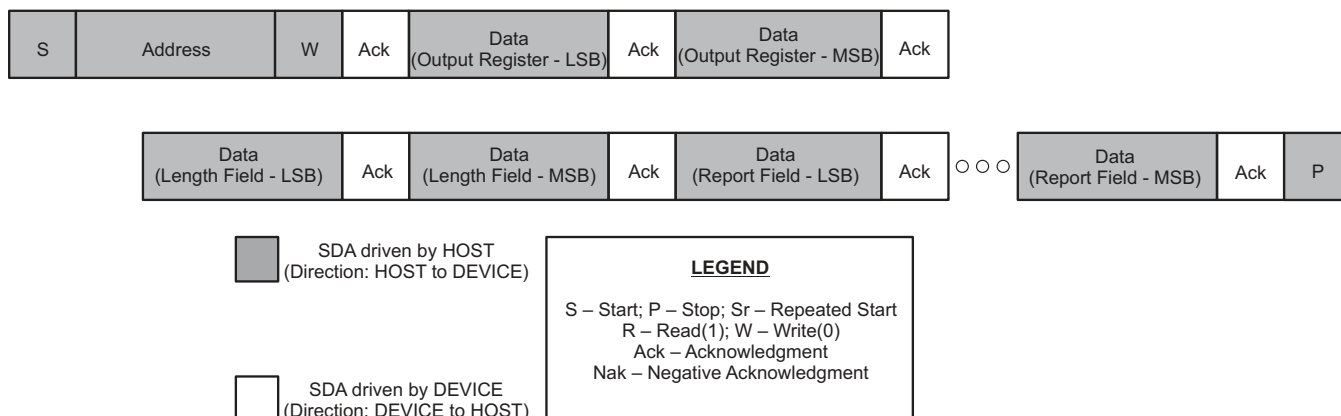 S Address W Ack Data (Output Register - LSB) Ack Data (Output Register - MSB) Ack
Data (Length Field - LSB) Ack Data (Length Field - MSB) Ack Data (Report Field - LSB) Ack Data (Report Field - MSB) Ack P
SDA driven by HOST
(Direction: HOST to DEVICE)
LEGEND
S – Start; P – Stop; Sr – Repeated Start
R – Read(1); W – Write(0)
Ack – Acknowledgment
Nak – Negative Acknowledgment
SDA driven by DEVICE
(Direction: DEVICE to HOST)